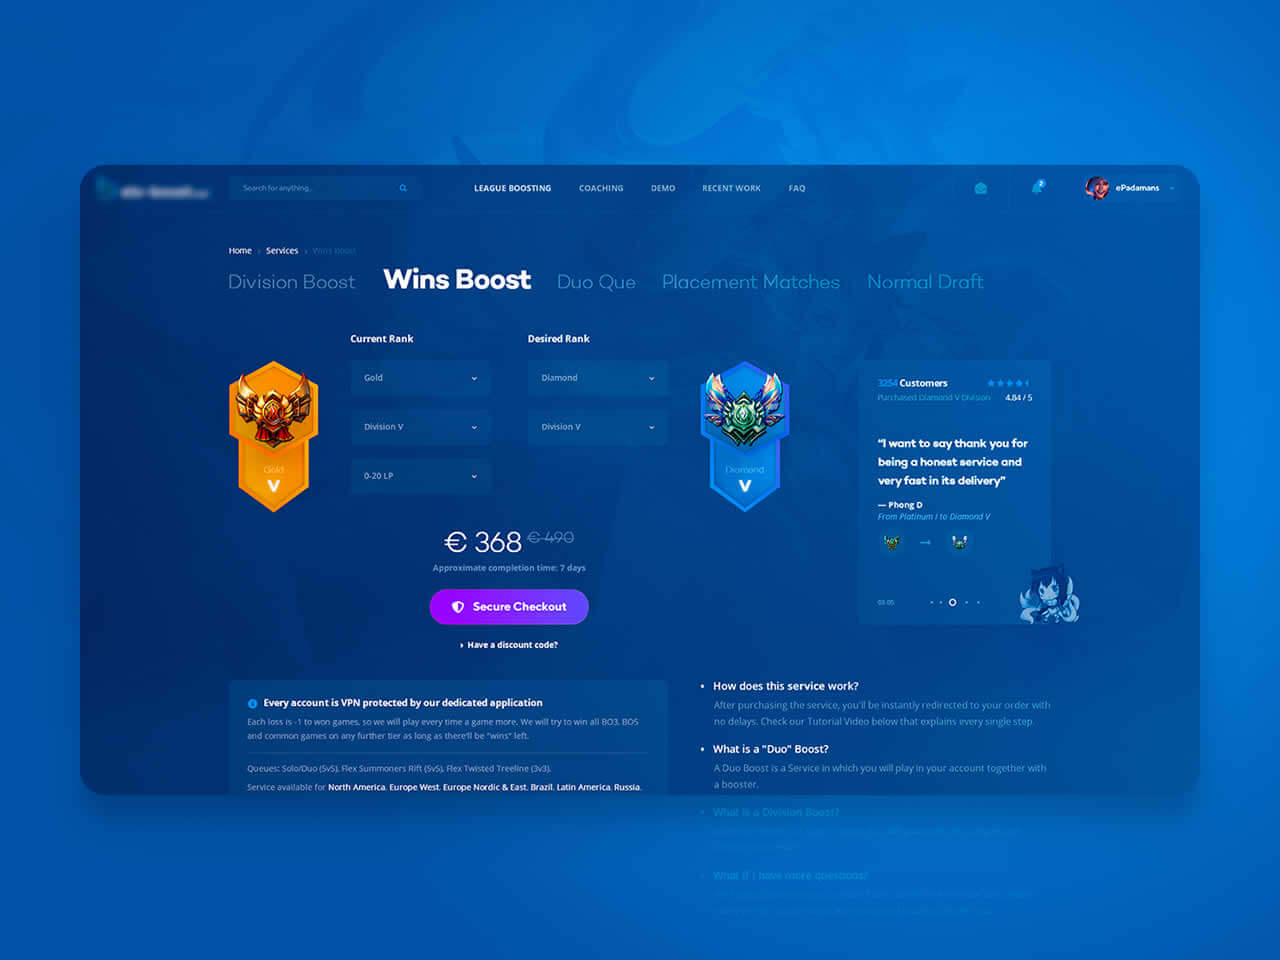 Search for anything...
LEAGUE BOOSTING
COACHING
DEMO
RECENT WORK
FAQ
2
ePadamans
Home › Services › Wins Boost
Division Boost
Wins Boost
Duo Que
Placement Matches
Normal Draft
Current Rank
Desired Rank
Gold
Diamond
Division V
Division V
0-20 LP
Gold
V
Diamond
V
€ 368 € 490
Approximate completion time: 7 days
Secure Checkout
Have a discount code?
3254 Customers
Purchased Diamond V Division 4.84 / 5
“I want to say thank you for
being a honest service and
very fast in its delivery”
— Phong D
From Platinum I to Diamond V
Every account is VPN protected by our dedicated application
Each loss is -1 to won games, so we will play every time a game more. We will try to win all BO3, BO5
and common games on any further tier as long as there'll be "wins" left.
Queues: Solo/Duo (5v5), Flex Summoners Rift (5v5), Flex Twisted Treeline (3v3).
Service available for North America, Europe West, Europe Nordic & East, Brazil, Latin America, Russia,
How does this service work?
After purchasing the service, you'll be instantly redirected to your order with
no delays. Check our Tutorial Video below that explains every single step.
What is a "Duo" Boost?
A Duo Boost is a Service in which you will play in your account together with
a booster.
What is a Division Boost?
What if I have more questions?